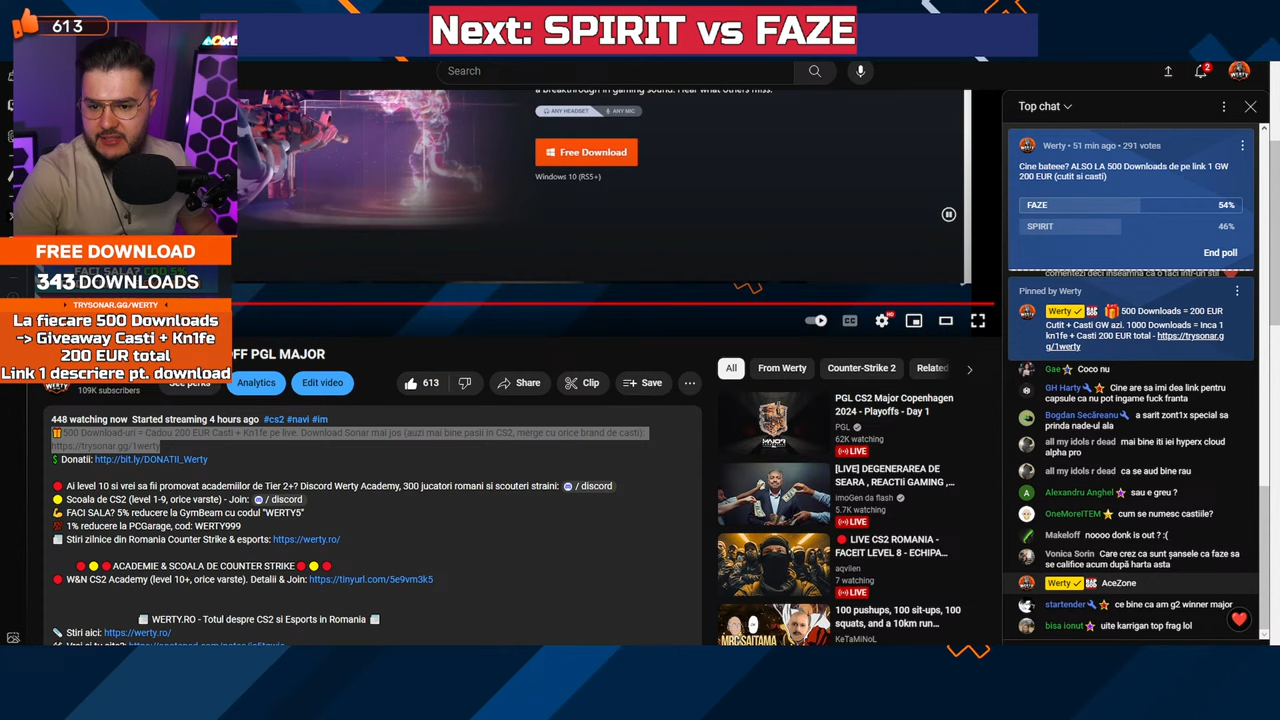 613
Next: SPIRIT vs FAZE
Search
2
a breakthrough in gaming sound. Hear what others miss.
ANY HEADSET
ANY MIC
Free Download
Windows 10 (RS5+)
FREE DOWNLOAD
343 DOWNLOADS
TRYSONAR.GG/WERTY
La fiecare 500 Downloads
-> Giveaway Casti + Kn1fe
200 EUR total
Link 1 descriere pt. download
OFF PGL MAJOR
109K subscribers
Analytics
Edit video
613
Share
Clip
Save
448 watching now Started streaming 4 hours ago #cs2 #navi #im
500 Download-uri = Cadou 200 EUR Casti + Kn1fe pe live. Download Sonar mai jos (auzi mai bine pasii in CS2, merge cu orice brand de casti):
https://trysonar.gg/1werty
Donatii: http://bit.ly/DONATII_Werty
Ai level 10 si vrei sa fii promovat academiilor de Tier 2+? Discord Werty Academy, 300 jucatori romani si scouteri straini: / discord
Scoala de CS2 (level 1-9, orice varste) - Join: / discord
FACI SALA? 5% reducere la GymBeam cu codul "WERTY5"
1% reducere la PCGarage, cod: WERTY999
Stiri zilnice din Romania Counter Strike & esports: https://werty.ro/
ACADEMIE & SCOALA DE COUNTER STRIKE
W&N CS2 Academy (level 10+, orice varste). Detalii & Join: https://tinyurl.com/5e9vm3k5
WERTY.RO - Totul despre CS2 si Esports in Romania
Stiri aici: https://werty.ro/
All
From Werty
Counter-Strike 2
Related
PGL CS2 Major Copenhagen
2024 - Playoffs - Day 1
PGL
62K watching
LIVE
[LIVE] DEGENERAREA DE
SEARA , REACTII GAMING , ...
imoGen da flash
5.7K watching
LIVE
LIVE CS2 ROMANIA -
FACEIT LEVEL 8 - ECHIPA...
aqvilen
7 watching
LIVE
100 pushups, 100 sit-ups, 100
squats, and a 10km run...
KeTaMiNoL
Top chat
Werty • 51 min ago • 291 votes
Cine bateee? ALSO LA 500 Downloads de pe link 1 GW
200 EUR (cutit si casti)
FAZE 54%
SPIRIT 46%
End poll
Pinned by Werty
Werty 500 Downloads = 200 EUR
Cutit + Casti GW azi. 1000 Downloads = Inca 1
kn1fe + Casti 200 EUR total - https://trysonar.g
g/1werty
Gae Coco nu
GH Harty Cine are sa imi dea link pentru
capsule ca nu pot ingame fuck franta
Bogdan Secăreanu a sarit zont1x special sa
prinda nade-ul ala
all my idols r dead mai bine iti iei hyperx cloud
alpha pro
all my idols r dead ca se aud bine rau
Alexandru Anghel sau e greu ?
OneMoreITEM cum se numesc castiile?
Makeloff noooo donk is out ? :(
Vonica Sorin Care crez ca sunt șansele ca faze sa
se califice acum după harta asta
Werty AceZone
startender ce bine ca am g2 winner major
bisa ionut uite karrigan top frag lol